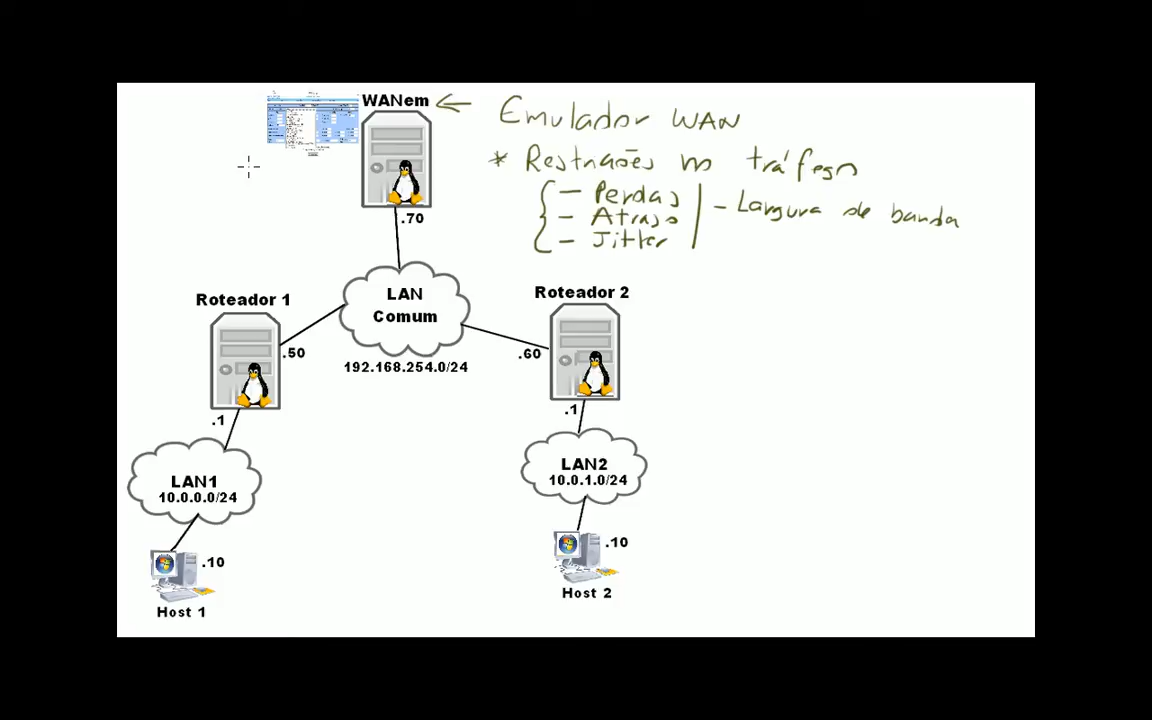 WANem
Emulador WAN
* Restrições no tráfego
- Perdas
- Atraso
- Jitter
- Largura de banda
.70
LAN
Comum
192.168.254.0/24
Roteador 1
.50
.1
Roteador 2
.60
.1
LAN1
10.0.0.0/24
LAN2
10.0.1.0/24
.10
Host 1
.10
Host 2